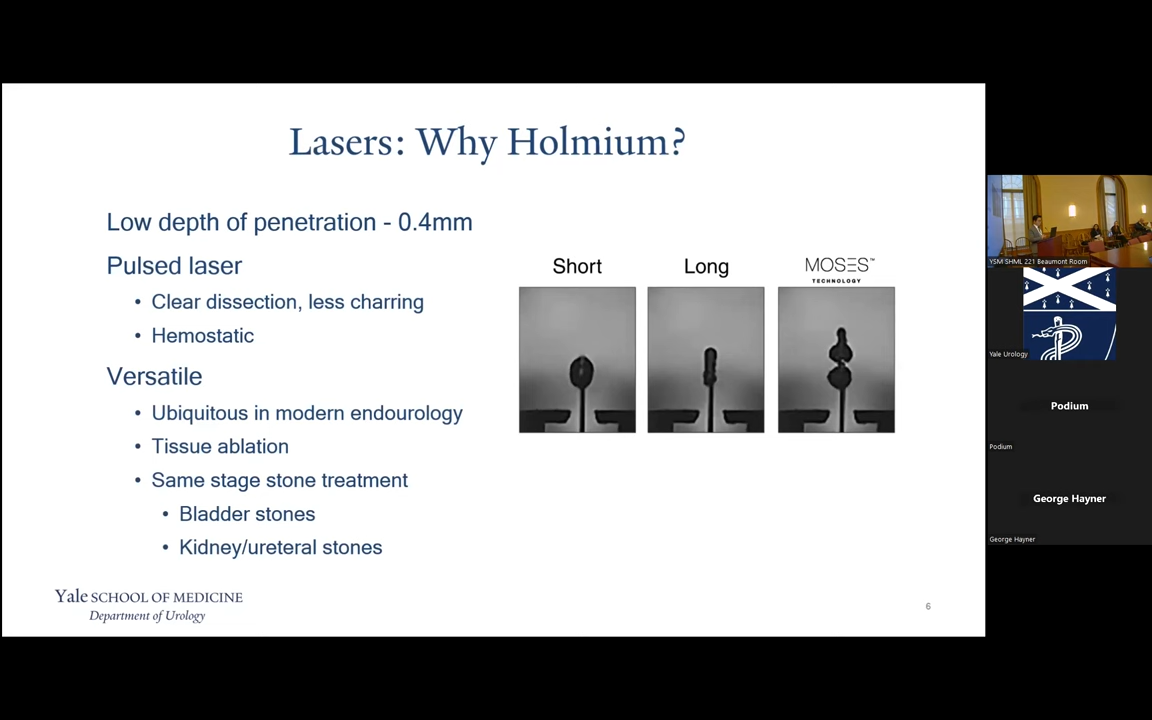 Lasers: Why Holmium?
Low depth of penetration - 0.4mm
Pulsed laser
• Clear dissection, less charring
• Hemostatic
Versatile
• Ubiquitous in modern endourology
• Tissue ablation
• Same stage stone treatment
• Bladder stones
• Kidney/ureteral stones
Short
Long
MOSES™
TECHNOLOGY
Yale SCHOOL OF MEDICINE
Department of Urology
6
YSM SHML 221 Beaumont Room
Yale Urology
Podium
Podium
George Hayner
George Hayner